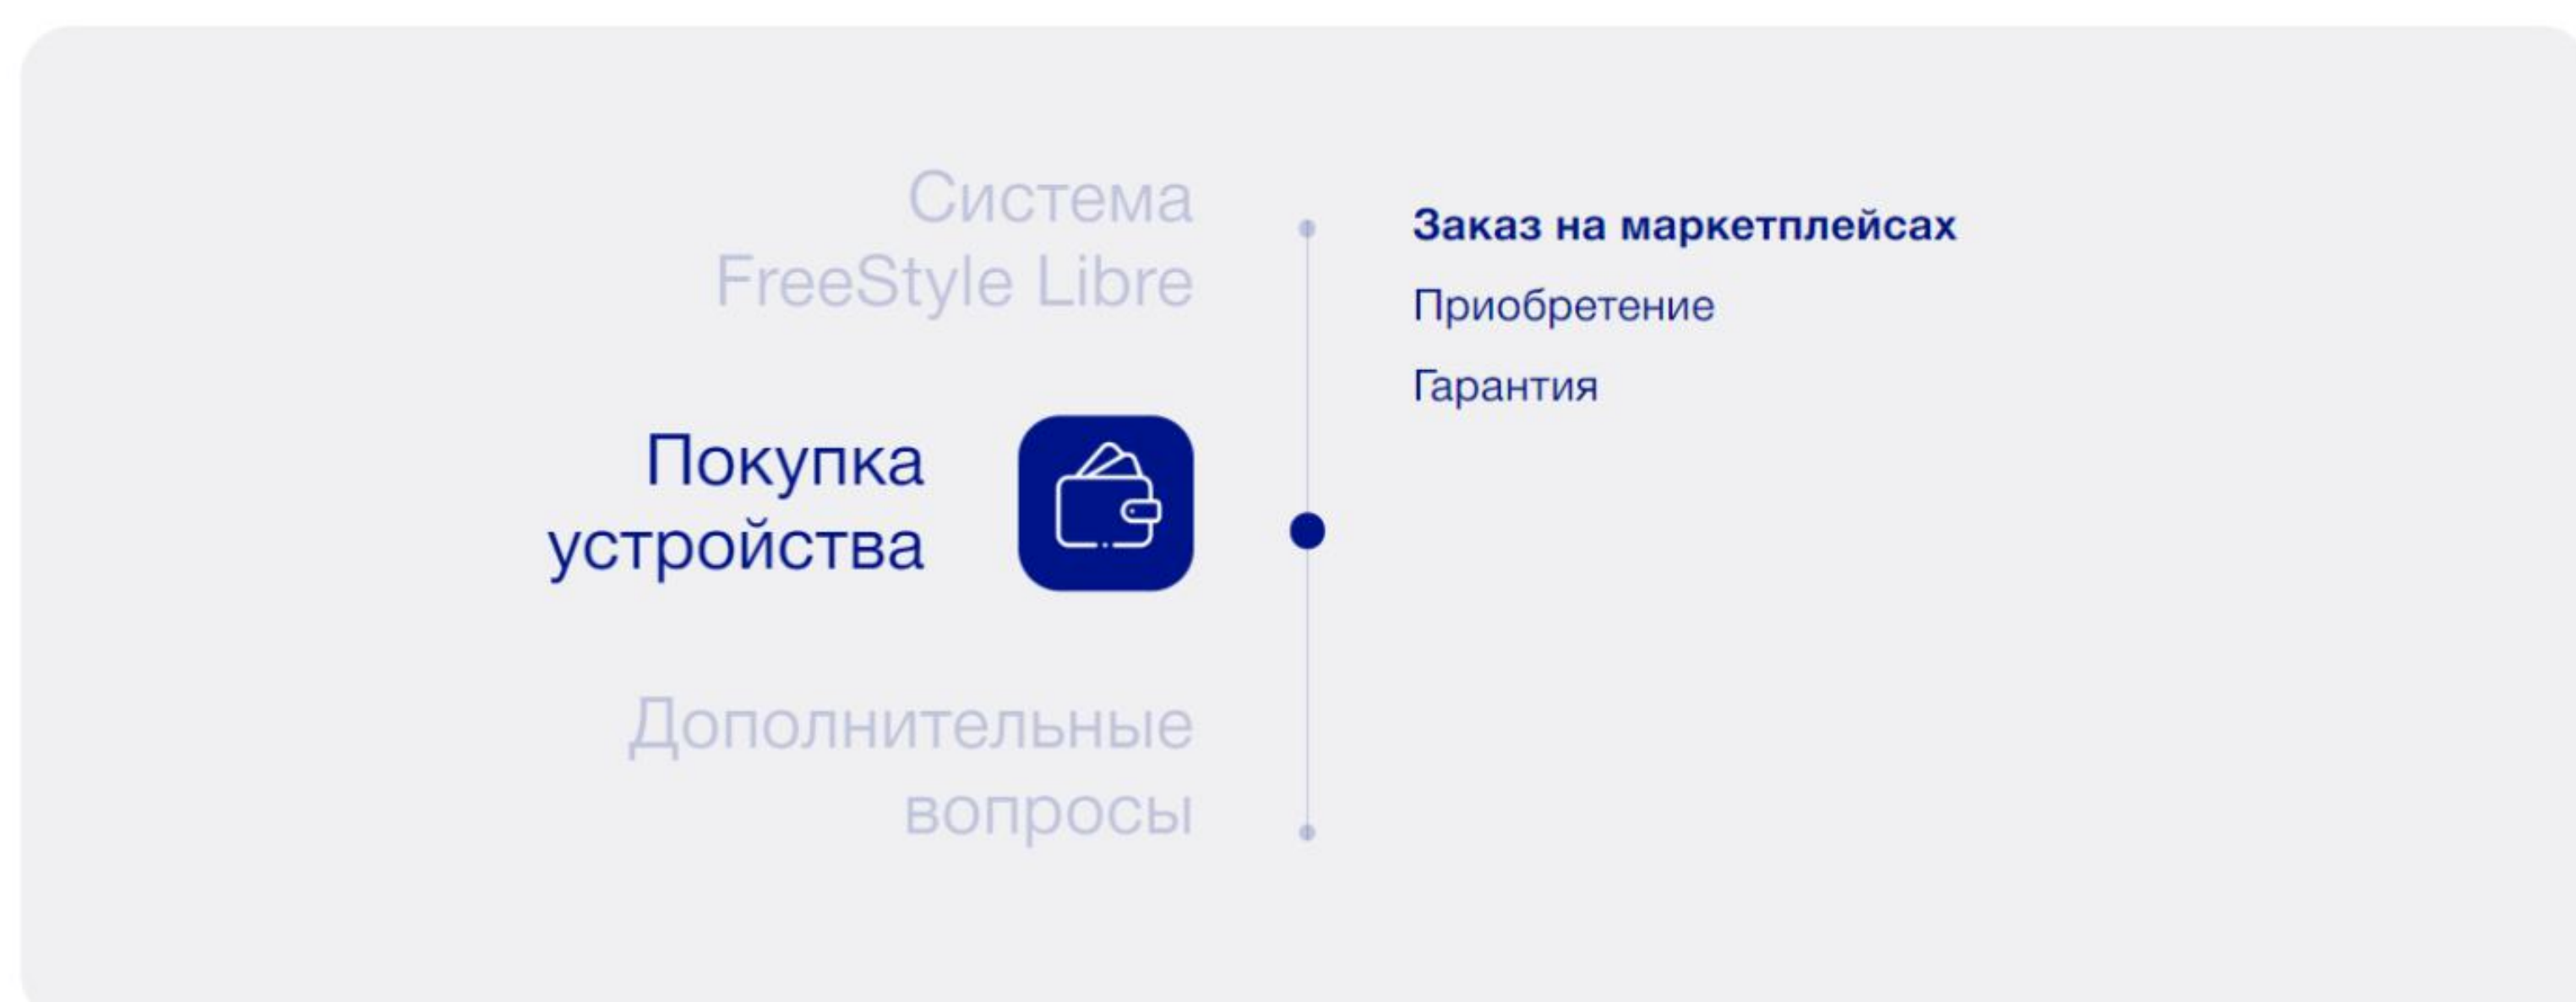 Система
FreeStyle Libre
Покупка
устройства
Дополнительные
вопросы
Заказ на маркетплейсах
Приобретение
Гарантия